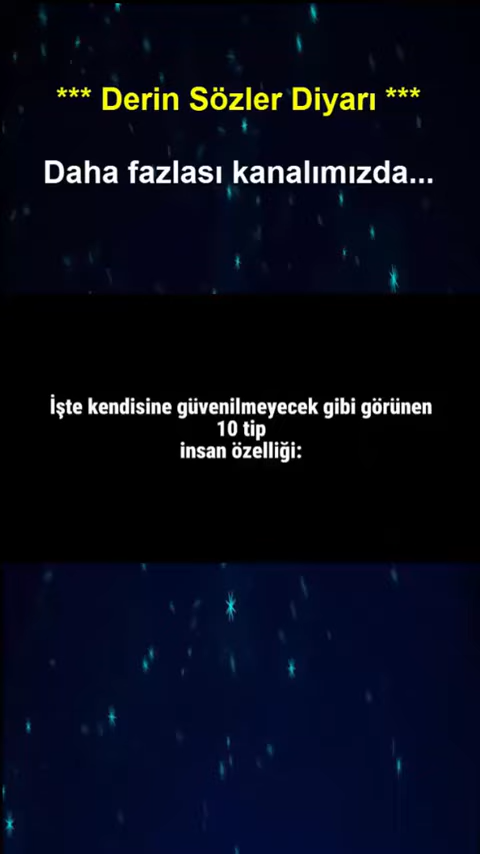 *** Derin Sözler Diyarı ***
Daha fazlası kanalımızda...
İşte kendisine güvenilmeyecek gibi görünen
10 tip
insan özelliği: